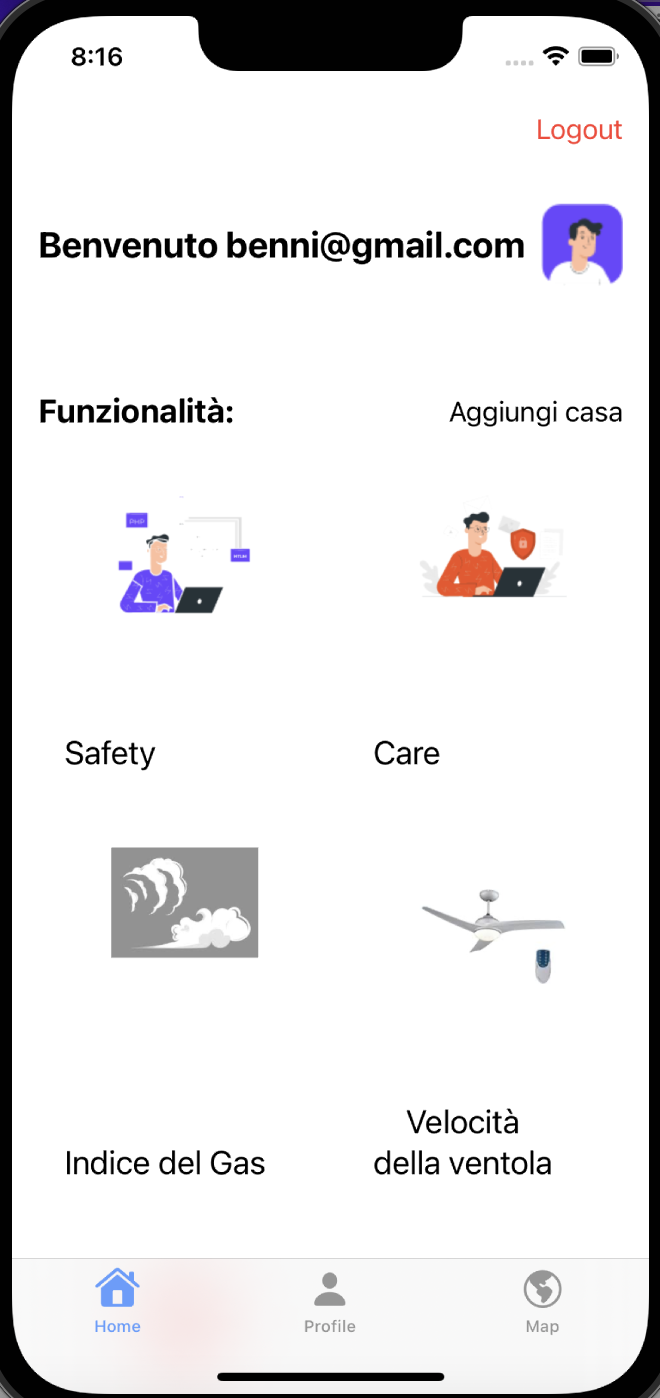 8:16
Logout
Benvenuto benni@gmail.com
Funzionalità:
Aggiungi casa
PHP
Safety
Care
Indice del Gas
Velocità
della ventola
Home
Profile
Map